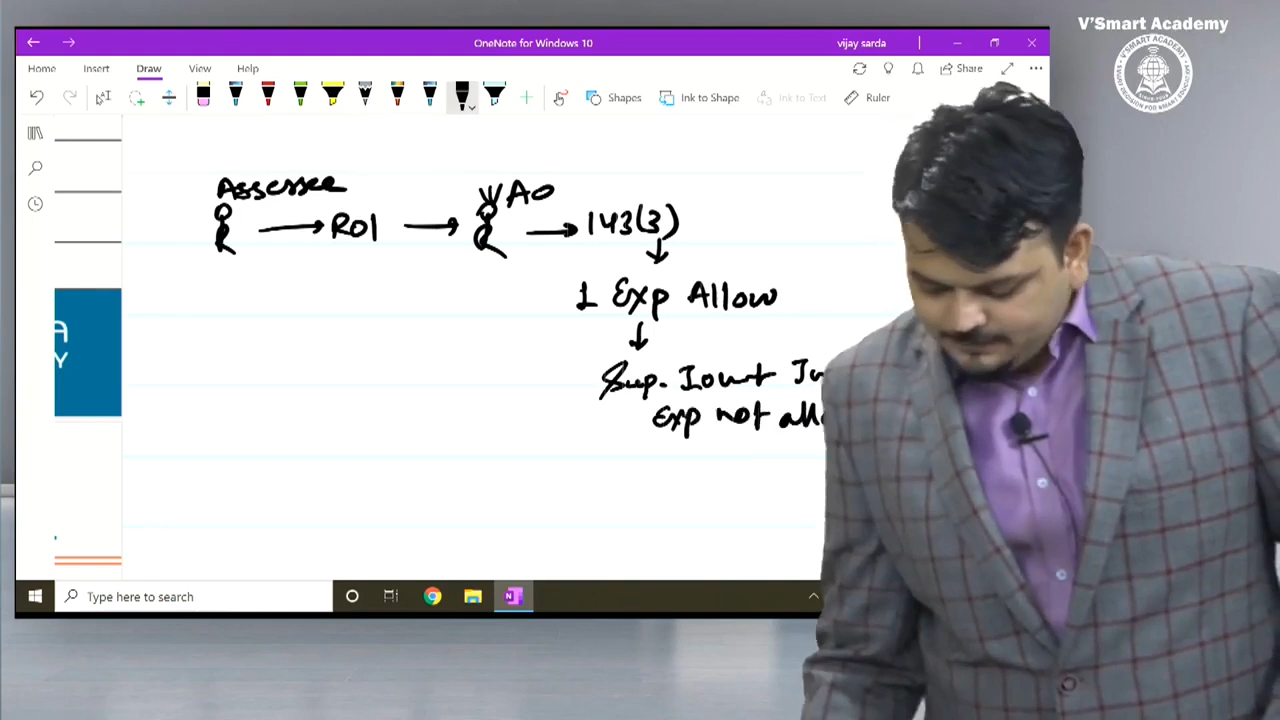 V'Smart Academy
OneNote for Windows 10
vijay sarda
Home Insert Draw View Help
Share
Shapes Ink to Shape Ink to Text Ruler
Assessee
AO
ROI
143(3)
1 Exp Allow
A
Y
Sup.
Exp not
Type here to search